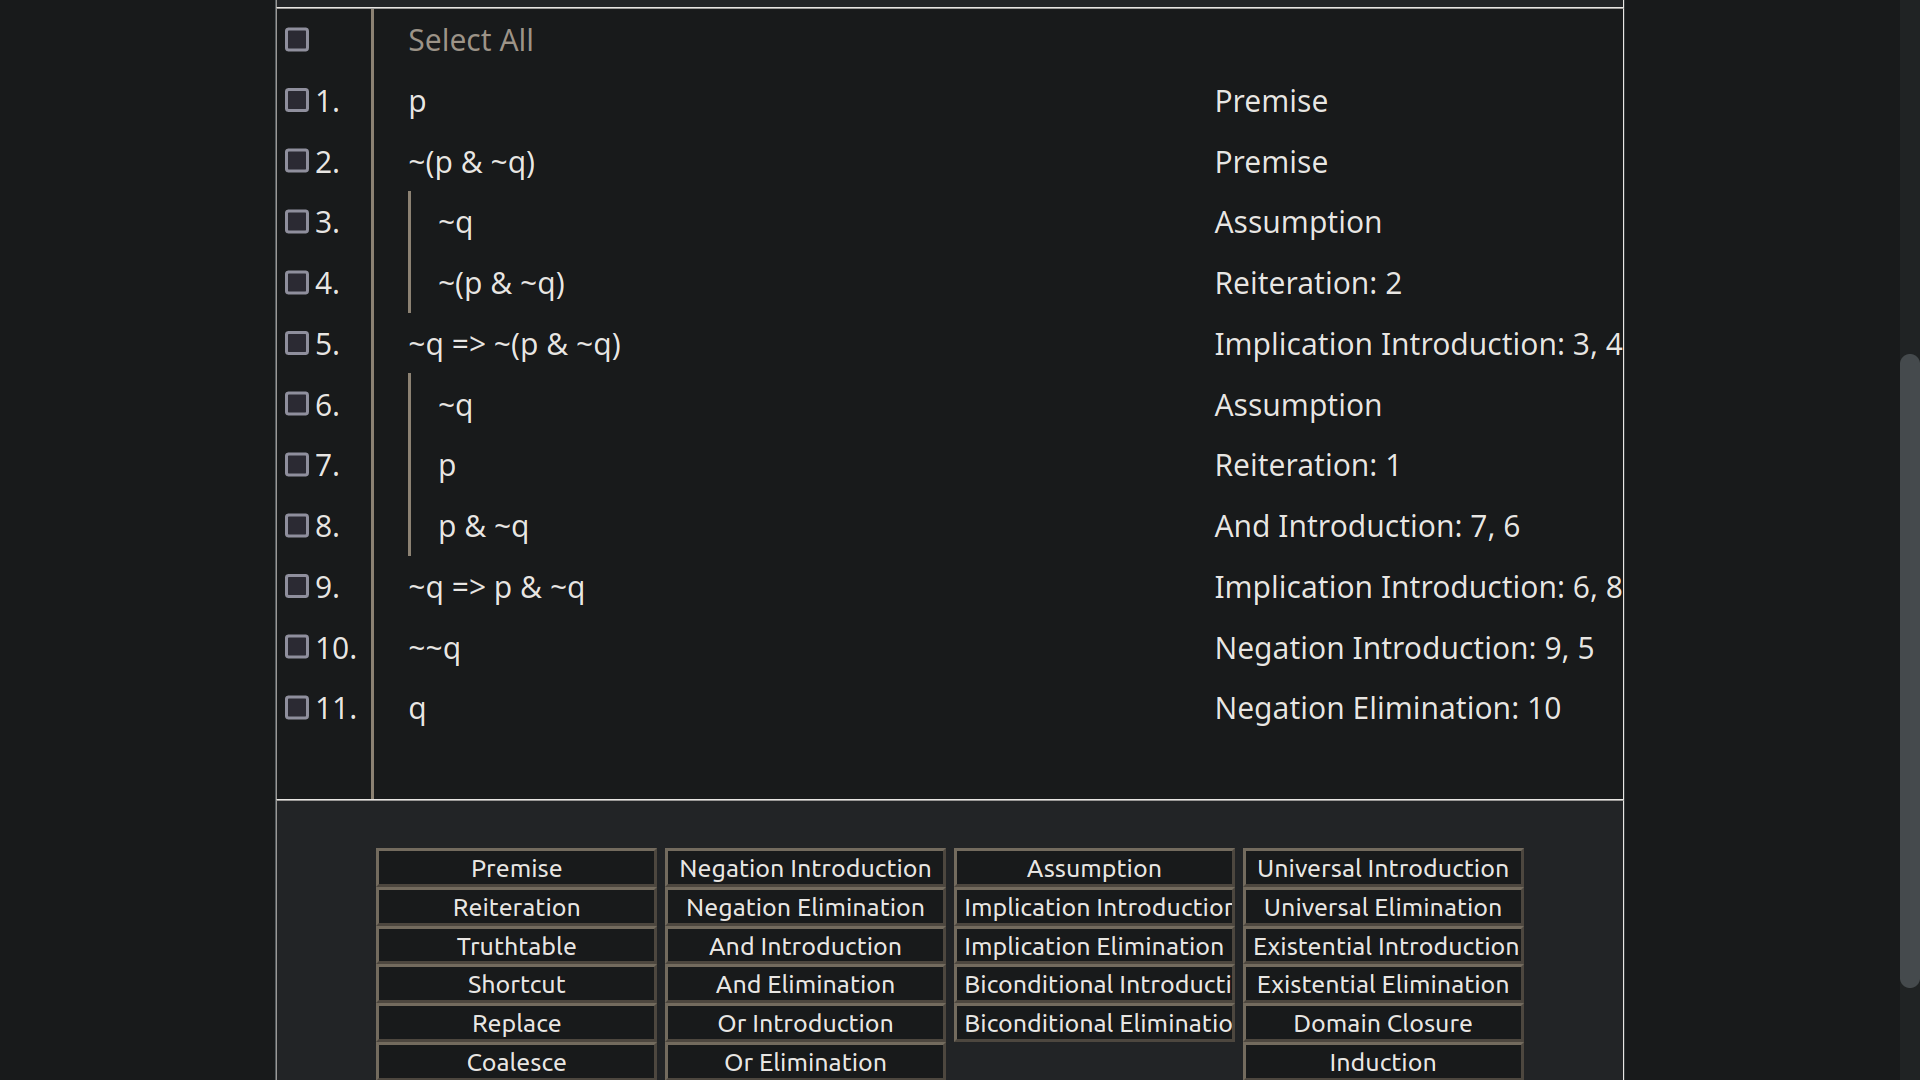 Select All
1. p Premise
2. ~(p & ~q) Premise
3. ~q Assumption
4. ~(p & ~q) Reiteration: 2
5. ~q => ~(p & ~q) Implication Introduction: 3, 4
6. ~q Assumption
7. p Reiteration: 1
8. p & ~q And Introduction: 7, 6
9. ~q => p & ~q Implication Introduction: 6, 8
10. ~~q Negation Introduction: 9, 5
11. q Negation Elimination: 10
Premise Negation Introduction Assumption Universal Introduction
Reiteration Negation Elimination Implication Introduction Universal Elimination
Truthtable And Introduction Implication Elimination Existential Introduction
Shortcut And Elimination Biconditional Introducti Existential Elimination
Replace Or Introduction Biconditional Eliminatio Domain Closure
Coalesce Or Elimination Induction